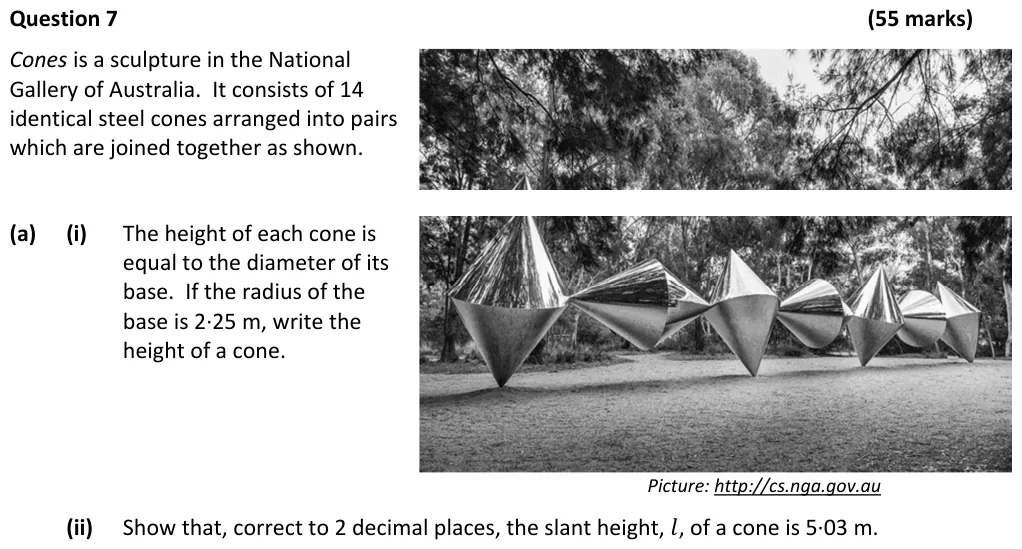 Question 7
(55 marks)
Cones is a sculpture in the National
Gallery of Australia. It consists of 14
identical steel cones arranged into pairs
which are joined together as shown.
(a) (i) The height of each cone is
equal to the diameter of its
base. If the radius of the
base is 2·25 m, write the
height of a cone.
Picture: http://cs.nga.gov.au
(ii) Show that, correct to 2 decimal places, the slant height, l, of a cone is 5·03 m.